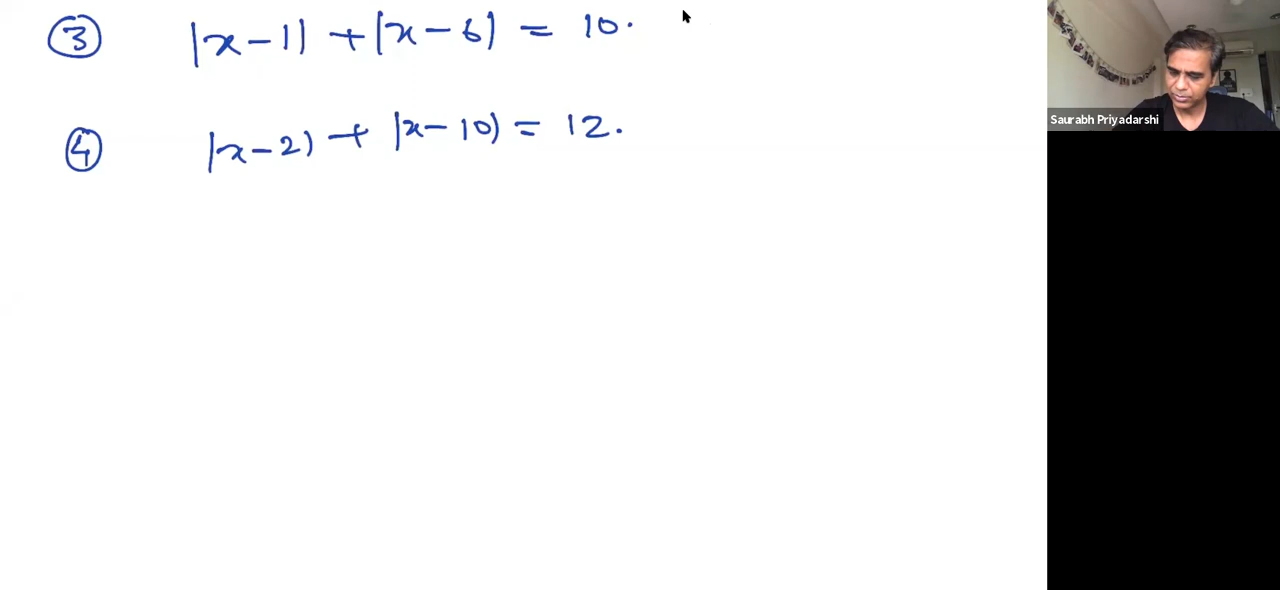 ③ |x-1| + |x-6| = 10.
④ |x-2| + |x-10| = 12.
Saurabh Priyadarshi